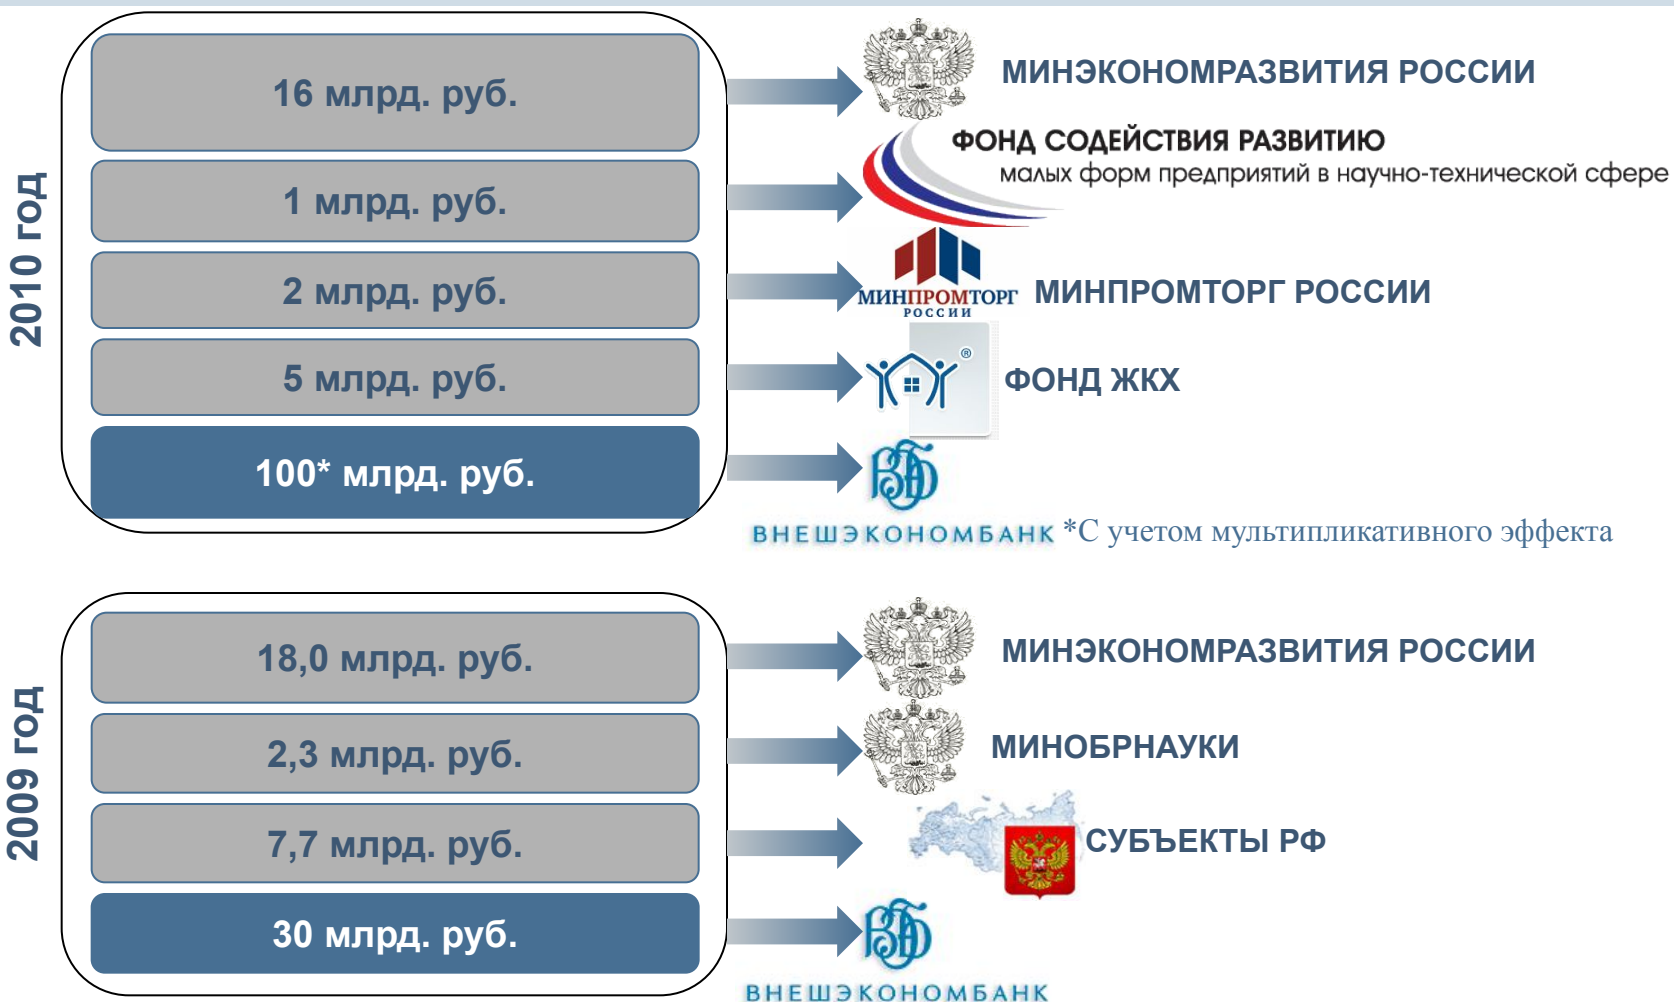 2010 год
16 млрд. руб.
МИНЭКОНОМРАЗВИТИЯ РОССИИ
ФОНД СОДЕЙСТВИЯ РАЗВИТИЮ
малых форм предприятий в научно-технической сфере
1 млрд. руб.
2 млрд. руб.
МИНПРОМТОРГ
РОССИИ
МИНПРОМТОРГ РОССИИ
5 млрд. руб.
®
ФОНД ЖКХ
100* млрд. руб.
ВЭБ
ВНЕШЭКОНОМБАНК
*С учетом мультипликативного эффекта
2009 год
18,0 млрд. руб.
МИНЭКОНОМРАЗВИТИЯ РОССИИ
2,3 млрд. руб.
МИНОБРНАУКИ
7,7 млрд. руб.
СУБЪЕКТЫ РФ
30 млрд. руб.
ВЭБ
ВНЕШЭКОНОМБАНК